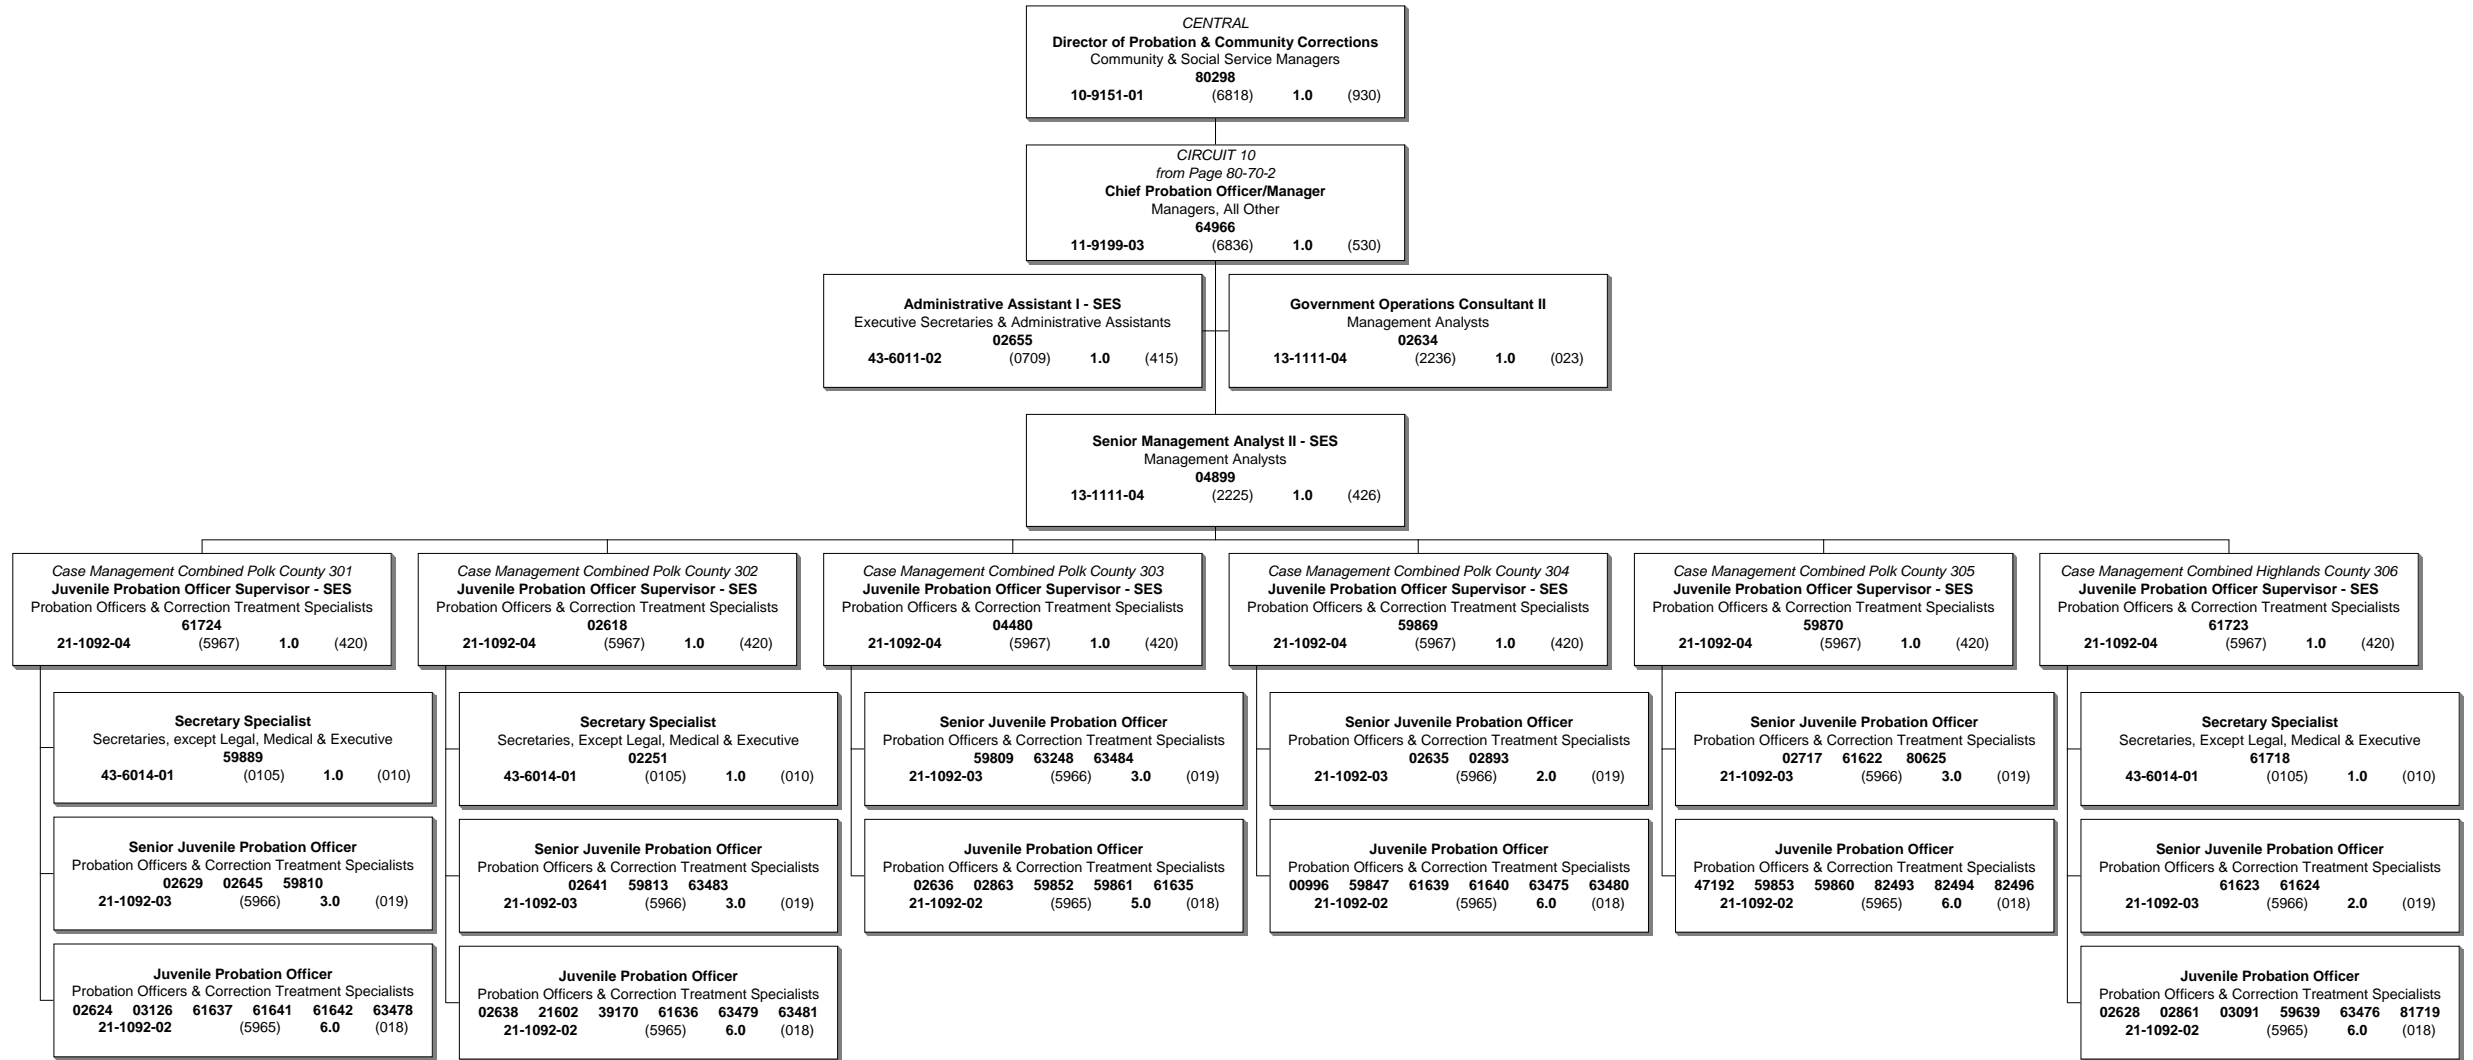 CENTRAL
Director of Probation & Community Corrections
Community & Social Service Managers
80298
10-9151-01 (6818) 1.0 (930)
CIRCUIT 10
from Page 80-70-2
Chief Probation Officer/Manager
Managers, All Other
64966
11-9199-03 (6836) 1.0 (530)
Administrative Assistant I - SES
Executive Secretaries & Administrative Assistants
02655
43-6011-02 (0709) 1.0 (415)
Government Operations Consultant II
Management Analysts
02634
13-1111-04 (2236) 1.0 (023)
Senior Management Analyst II - SES
Management Analysts
04899
13-1111-04 (2225) 1.0 (426)
Case Management Combined Polk County 301
Juvenile Probation Officer Supervisor - SES
Probation Officers & Correction Treatment Specialists
61724
21-1092-04 (5967) 1.0 (420)
Secretary Specialist
Secretaries, except Legal, Medical & Executive
59889
43-6014-01 (0105) 1.0 (010)
Senior Juvenile Probation Officer
Probation Officers & Correction Treatment Specialists
02629 02645 59810
21-1092-03 (5966) 3.0 (019)
Juvenile Probation Officer
Probation Officers & Correction Treatment Specialists
02624 03126 61637 61641 61642 63478
21-1092-02 (5965) 6.0 (018)
Case Management Combined Polk County 302
Juvenile Probation Officer Supervisor - SES
Probation Officers & Correction Treatment Specialists
02618
21-1092-04 (5967) 1.0 (420)
Secretary Specialist
Secretaries, Except Legal, Medical & Executive
02251
43-6014-01 (0105) 1.0 (010)
Senior Juvenile Probation Officer
Probation Officers & Correction Treatment Specialists
02641 59813 63483
21-1092-03 (5966) 3.0 (019)
Juvenile Probation Officer
Probation Officers & Correction Treatment Specialists
02638 21602 39170 61636 63479 63481
21-1092-02 (5965) 6.0 (018)
Case Management Combined Polk County 303
Juvenile Probation Officer Supervisor - SES
Probation Officers & Correction Treatment Specialists
04480
21-1092-04 (5967) 1.0 (420)
Senior Juvenile Probation Officer
Probation Officers & Correction Treatment Specialists
59809 63248 63484
21-1092-03 (5966) 3.0 (019)
Juvenile Probation Officer
Probation Officers & Correction Treatment Specialists
02636 02863 59852 59861 61635
21-1092-02 (5965) 5.0 (018)
Case Management Combined Polk County 304
Juvenile Probation Officer Supervisor - SES
Probation Officers & Correction Treatment Specialists
59869
21-1092-04 (5967) 1.0 (420)
Senior Juvenile Probation Officer
Probation Officers & Correction Treatment Specialists
02635 02893
21-1092-03 (5966) 2.0 (019)
Juvenile Probation Officer
Probation Officers & Correction Treatment Specialists
00996 59847 61639 61640 63475 63480
21-1092-02 (5965) 6.0 (018)
Case Management Combined Polk County 305
Juvenile Probation Officer Supervisor - SES
Probation Officers & Correction Treatment Specialists
59870
21-1092-04 (5967) 1.0 (420)
Senior Juvenile Probation Officer
Probation Officers & Correction Treatment Specialists
02717 61622 80625
21-1092-03 (5966) 3.0 (019)
Juvenile Probation Officer
Probation Officers & Correction Treatment Specialists
47192 59853 59860 82493 82494 82496
21-1092-02 (5965) 6.0 (018)
Case Management Combined Highlands County 306
Juvenile Probation Officer Supervisor - SES
Probation Officers & Correction Treatment Specialists
61723
21-1092-04 (5967) 1.0 (420)
Secretary Specialist
Secretaries, Except Legal, Medical & Executive
61718
43-6014-01 (0105) 1.0 (010)
Senior Juvenile Probation Officer
Probation Officers & Correction Treatment Specialists
61623 61624
21-1092-03 (5966) 2.0 (019)
Juvenile Probation Officer
Probation Officers & Correction Treatment Specialists
02628 02861 03091 59639 63476 81719
21-1092-02 (5965) 6.0 (018)